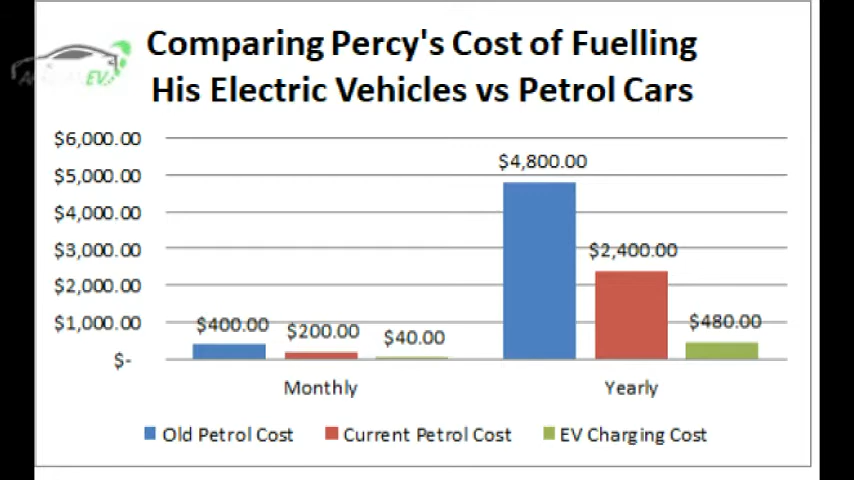 Comparing Percy's Cost of Fuelling
His Electric Vehicles vs Petrol Cars
EV
$6,000.00
$5,000.00
$4,000.00
$3,000.00
$2,000.00
$1,000.00
$-
$400.00
$200.00
$40.00
$4,800.00
$2,400.00
$480.00
Monthly
Yearly
Old Petrol Cost
Current Petrol Cost
EV Charging Cost